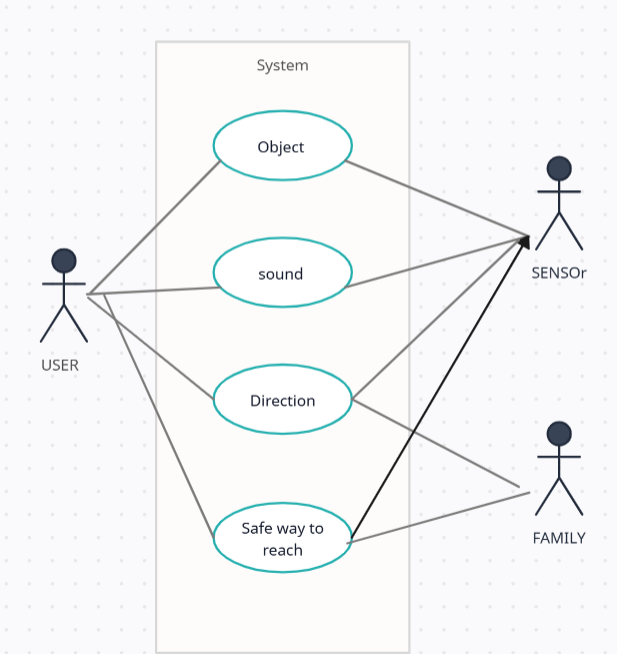 System
Object
sound
Direction
Safe way to
reach
USER
SENSOr
FAMILY